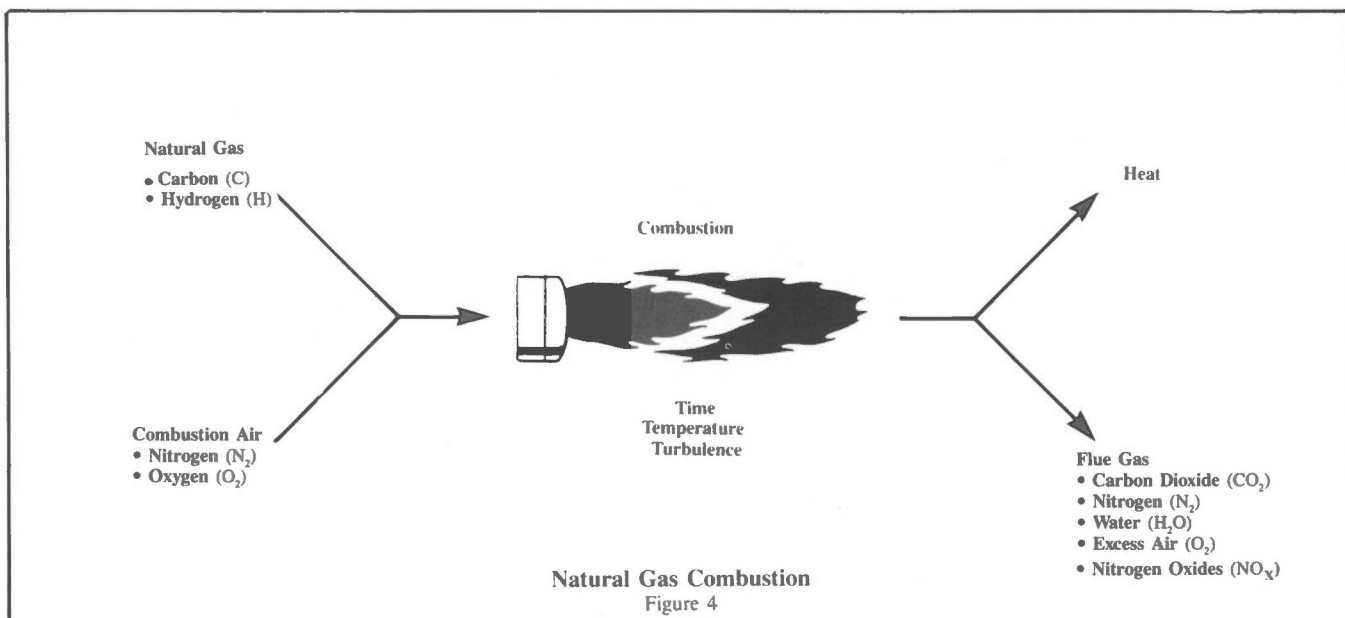 Natural Gas
• Carbon (C)
• Hydrogen (H)
Combustion Air
• Nitrogen (N₂)
• Oxygen (O₂)
Combustion
Time
Temperature
Turbulence
Heat
Flue Gas
• Carbon Dioxide (CO₂)
• Nitrogen (N₂)
• Water (H₂O)
• Excess Air (O₂)
• Nitrogen Oxides (NOₓ)
Natural Gas Combustion
Figure 4